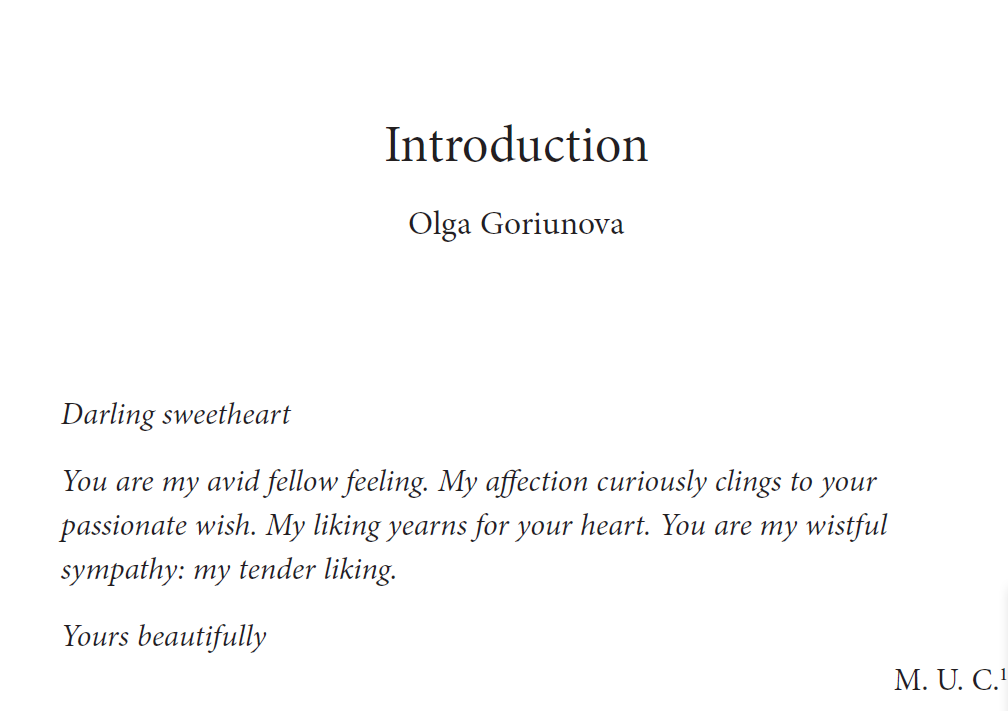 Introduction
Olga Goriunova
Darling sweetheart
You are my avid fellow feeling. My affection curiously clings to your
passionate wish. My liking yearns for your heart. You are my wistful
sympathy: my tender liking.
Yours beautifully
M. U. C.¹